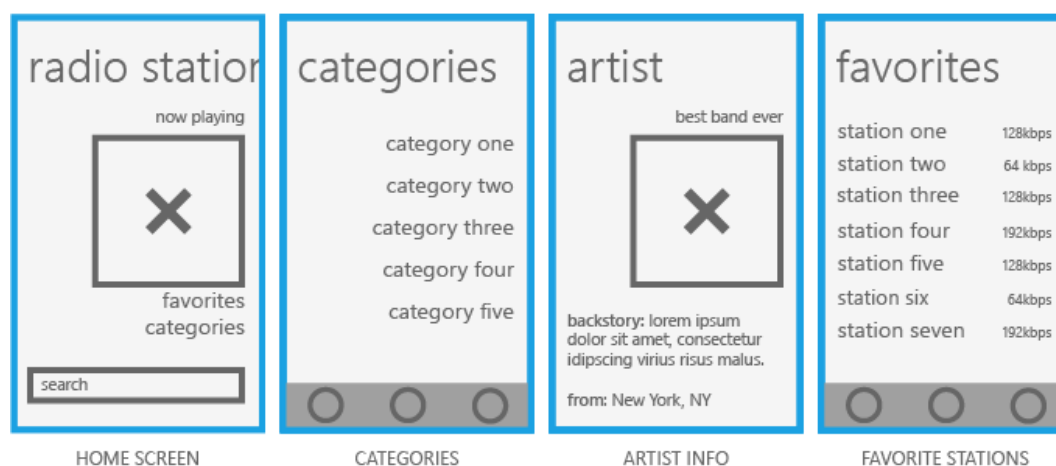 radio station
now playing
favorites
categories
search
HOME SCREEN
categories
category one
category two
category three
category four
category five
CATEGORIES
artist
best band ever
backstory: lorem ipsum
dolor sit amet, consectetur
idipscing virius risus malus.
from: New York, NY
ARTIST INFO
favorites
station one 128kbps
station two 64 kbps
station three 128kbps
station four 192kbps
station five 128kbps
station six 64kbps
station seven 192kbps
FAVORITE STATIONS